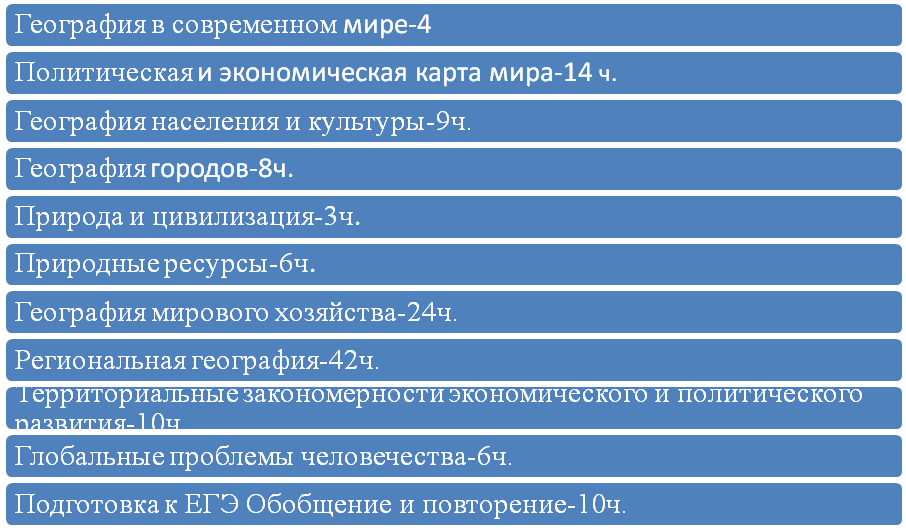 География в современном мире-4
Политическая и экономическая карта мира-14 ч.
География населения и культуры-9ч.
География городов-8ч.
Природа и цивилизация-3ч.
Природные ресурсы-6ч.
География мирового хозяйства-24ч.
Региональная география-42ч.
Территориальные закономерности экономического и политического
развития-10ч
Глобальные проблемы человечества-6ч.
Подготовка к ЕГЭ Обобщение и повторение-10ч.